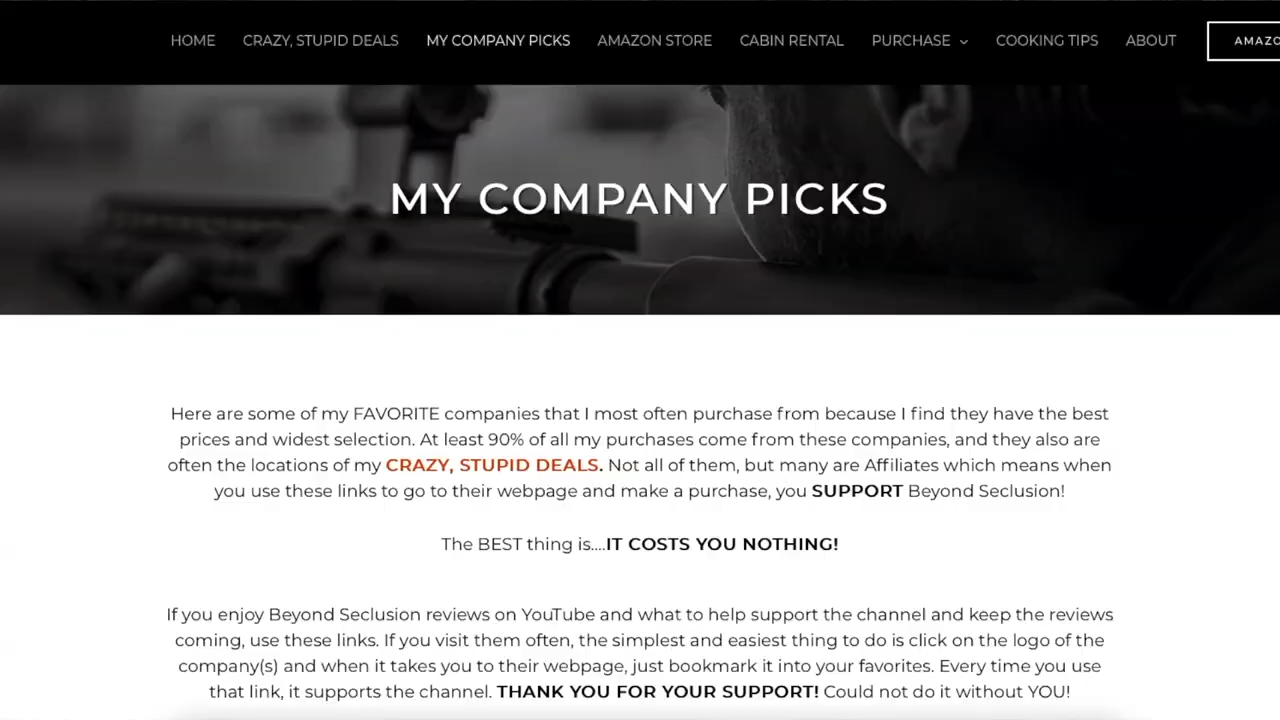 HOME CRAZY, STUPID DEALS MY COMPANY PICKS AMAZON STORE CABIN RENTAL PURCHASE COOKING TIPS ABOUT
MY COMPANY PICKS
Here are some of my FAVORITE companies that I most often purchase from because I find they have the best
prices and widest selection. At least 90% of all my purchases come from these companies, and they also are
often the locations of my CRAZY, STUPID DEALS. Not all of them, but many are Affiliates which means when
you use these links to go to their webpage and make a purchase, you SUPPORT Beyond Seclusion!
The BEST thing is....IT COSTS YOU NOTHING!
If you enjoy Beyond Seclusion reviews on YouTube and what to help support the channel and keep the reviews
coming, use these links. If you visit them often, the simplest and easiest thing to do is click on the logo of the
company(s) and when it takes you to their webpage, just bookmark it into your favorites. Every time you use
that link, it supports the channel. THANK YOU FOR YOUR SUPPORT! Could not do it without YOU!